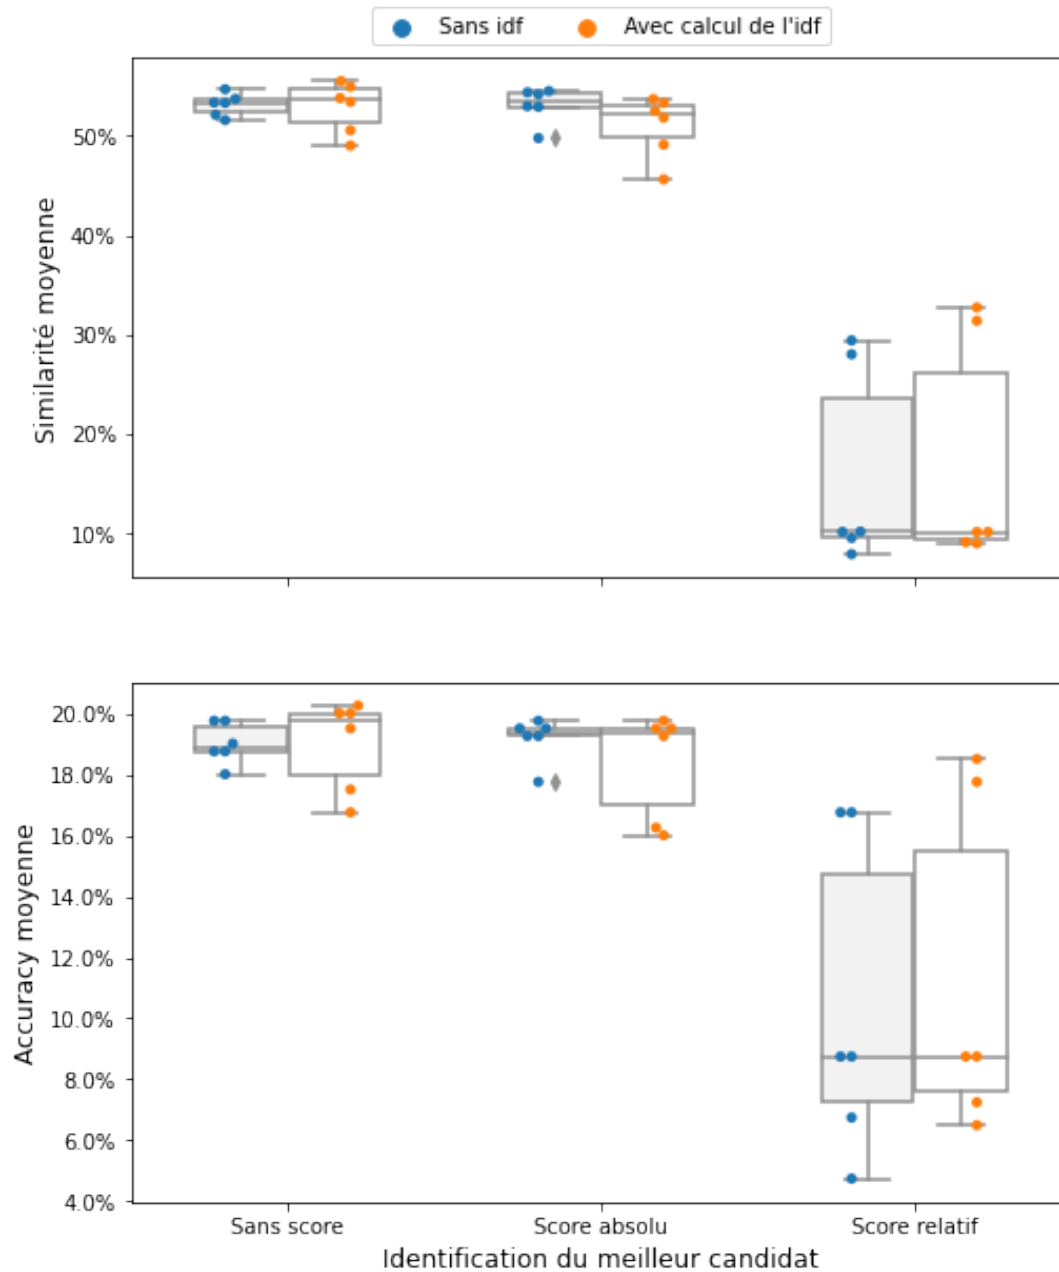 Sans idf
Avec calcul de l'idf
Similarité moyenne
50%
40%
30%
20%
10%
Accuracy moyenne
20.0%
18.0%
16.0%
14.0%
12.0%
10.0%
8.0%
6.0%
4.0%
Sans score
Score absolu
Score relatif
Identification du meilleur candidat